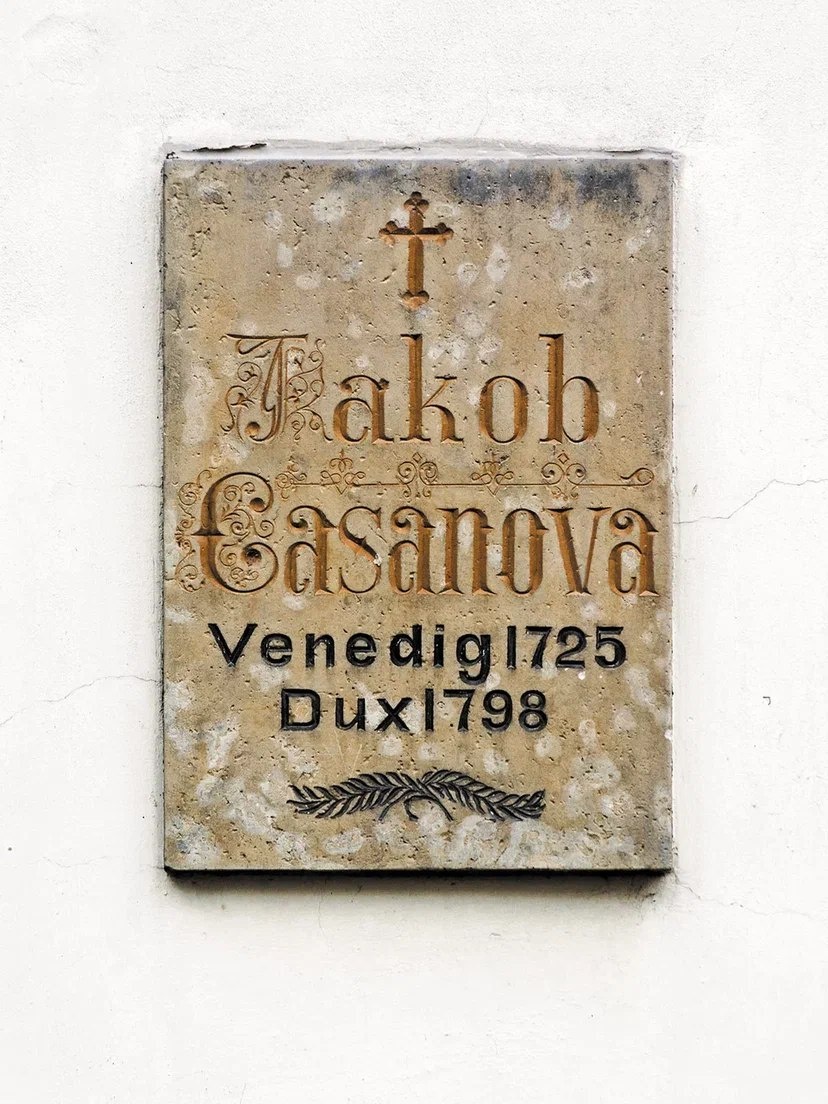 Jakob
Casanova
Venedig 1725
Dux 1798